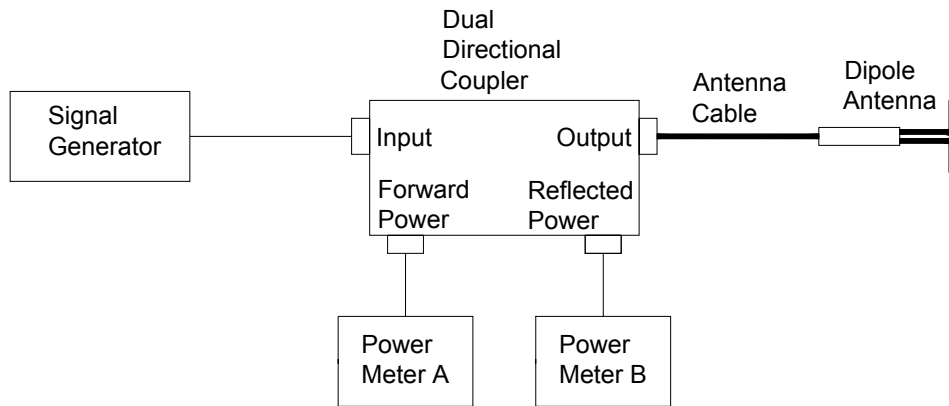 Dual
Directional
Coupler
Signal
Generator
Input
Output
Forward
Power
Reflected
Power
Antenna
Cable
Dipole
Antenna
Power
Meter A
Power
Meter B